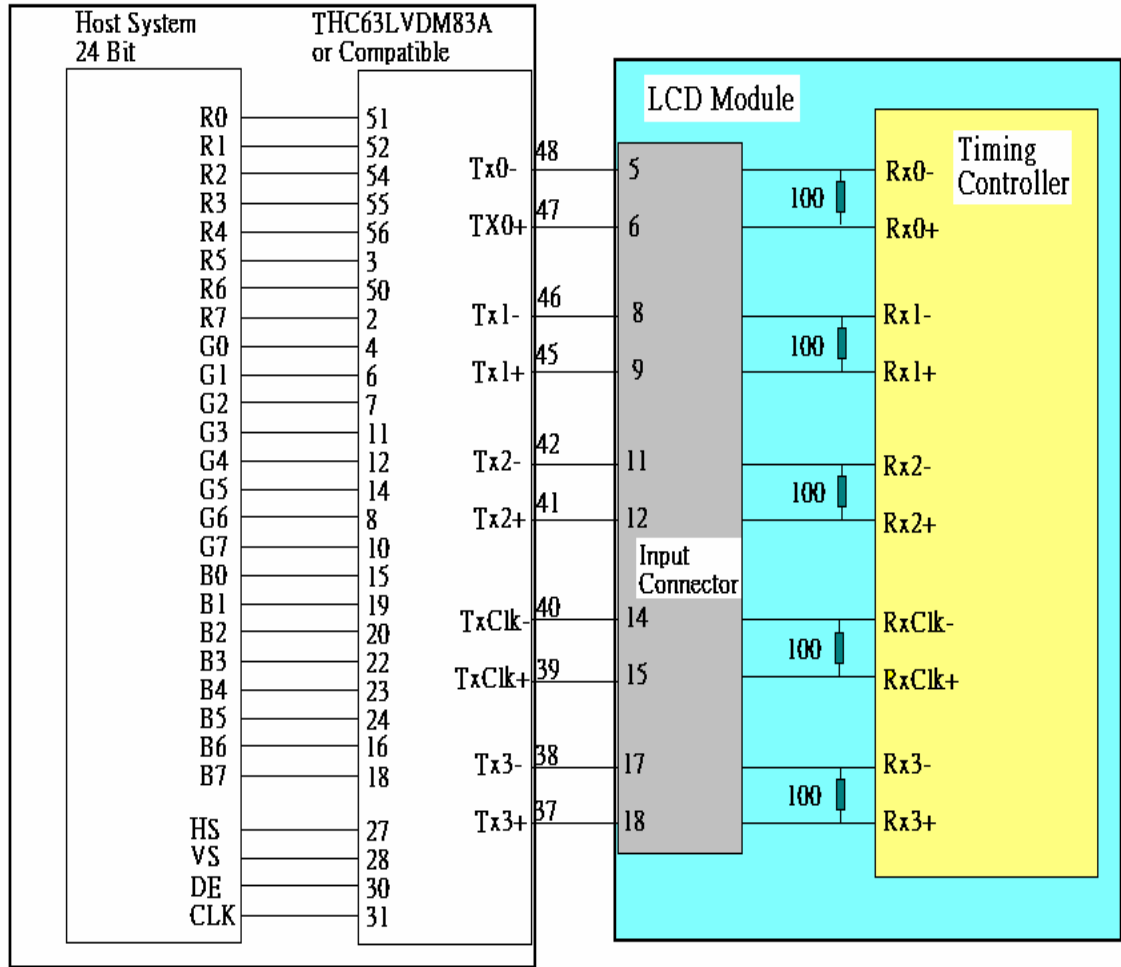 Host System
24 Bit
THC63LVDM83A
or Compatible
LCD Module
Timing
Controller
Input
Connector
R0 51
R1 52
R2 54
R3 55
R4 56
R5 3
R6 50
R7 2
G0 4
G1 6
G2 7
G3 11
G4 12
G5 14
G6 8
G7 10
B0 15
B1 19
B2 20
B3 22
B4 23
B5 24
B6 16
B7 18
HS 27
VS 28
DE 30
CLK 31
Tx0- 48 5 Rx0-
100
TX0+ 47 6 Rx0+
Tx1- 46 8 Rx1-
100
Tx1+ 45 9 Rx1+
Tx2- 42 11 Rx2-
100
Tx2+ 41 12 Rx2+
TxClk- 40 14 RxClk-
100
TxClk+ 39 15 RxClk+
Tx3- 38 17 Rx3-
100
Tx3+ 37 18 Rx3+